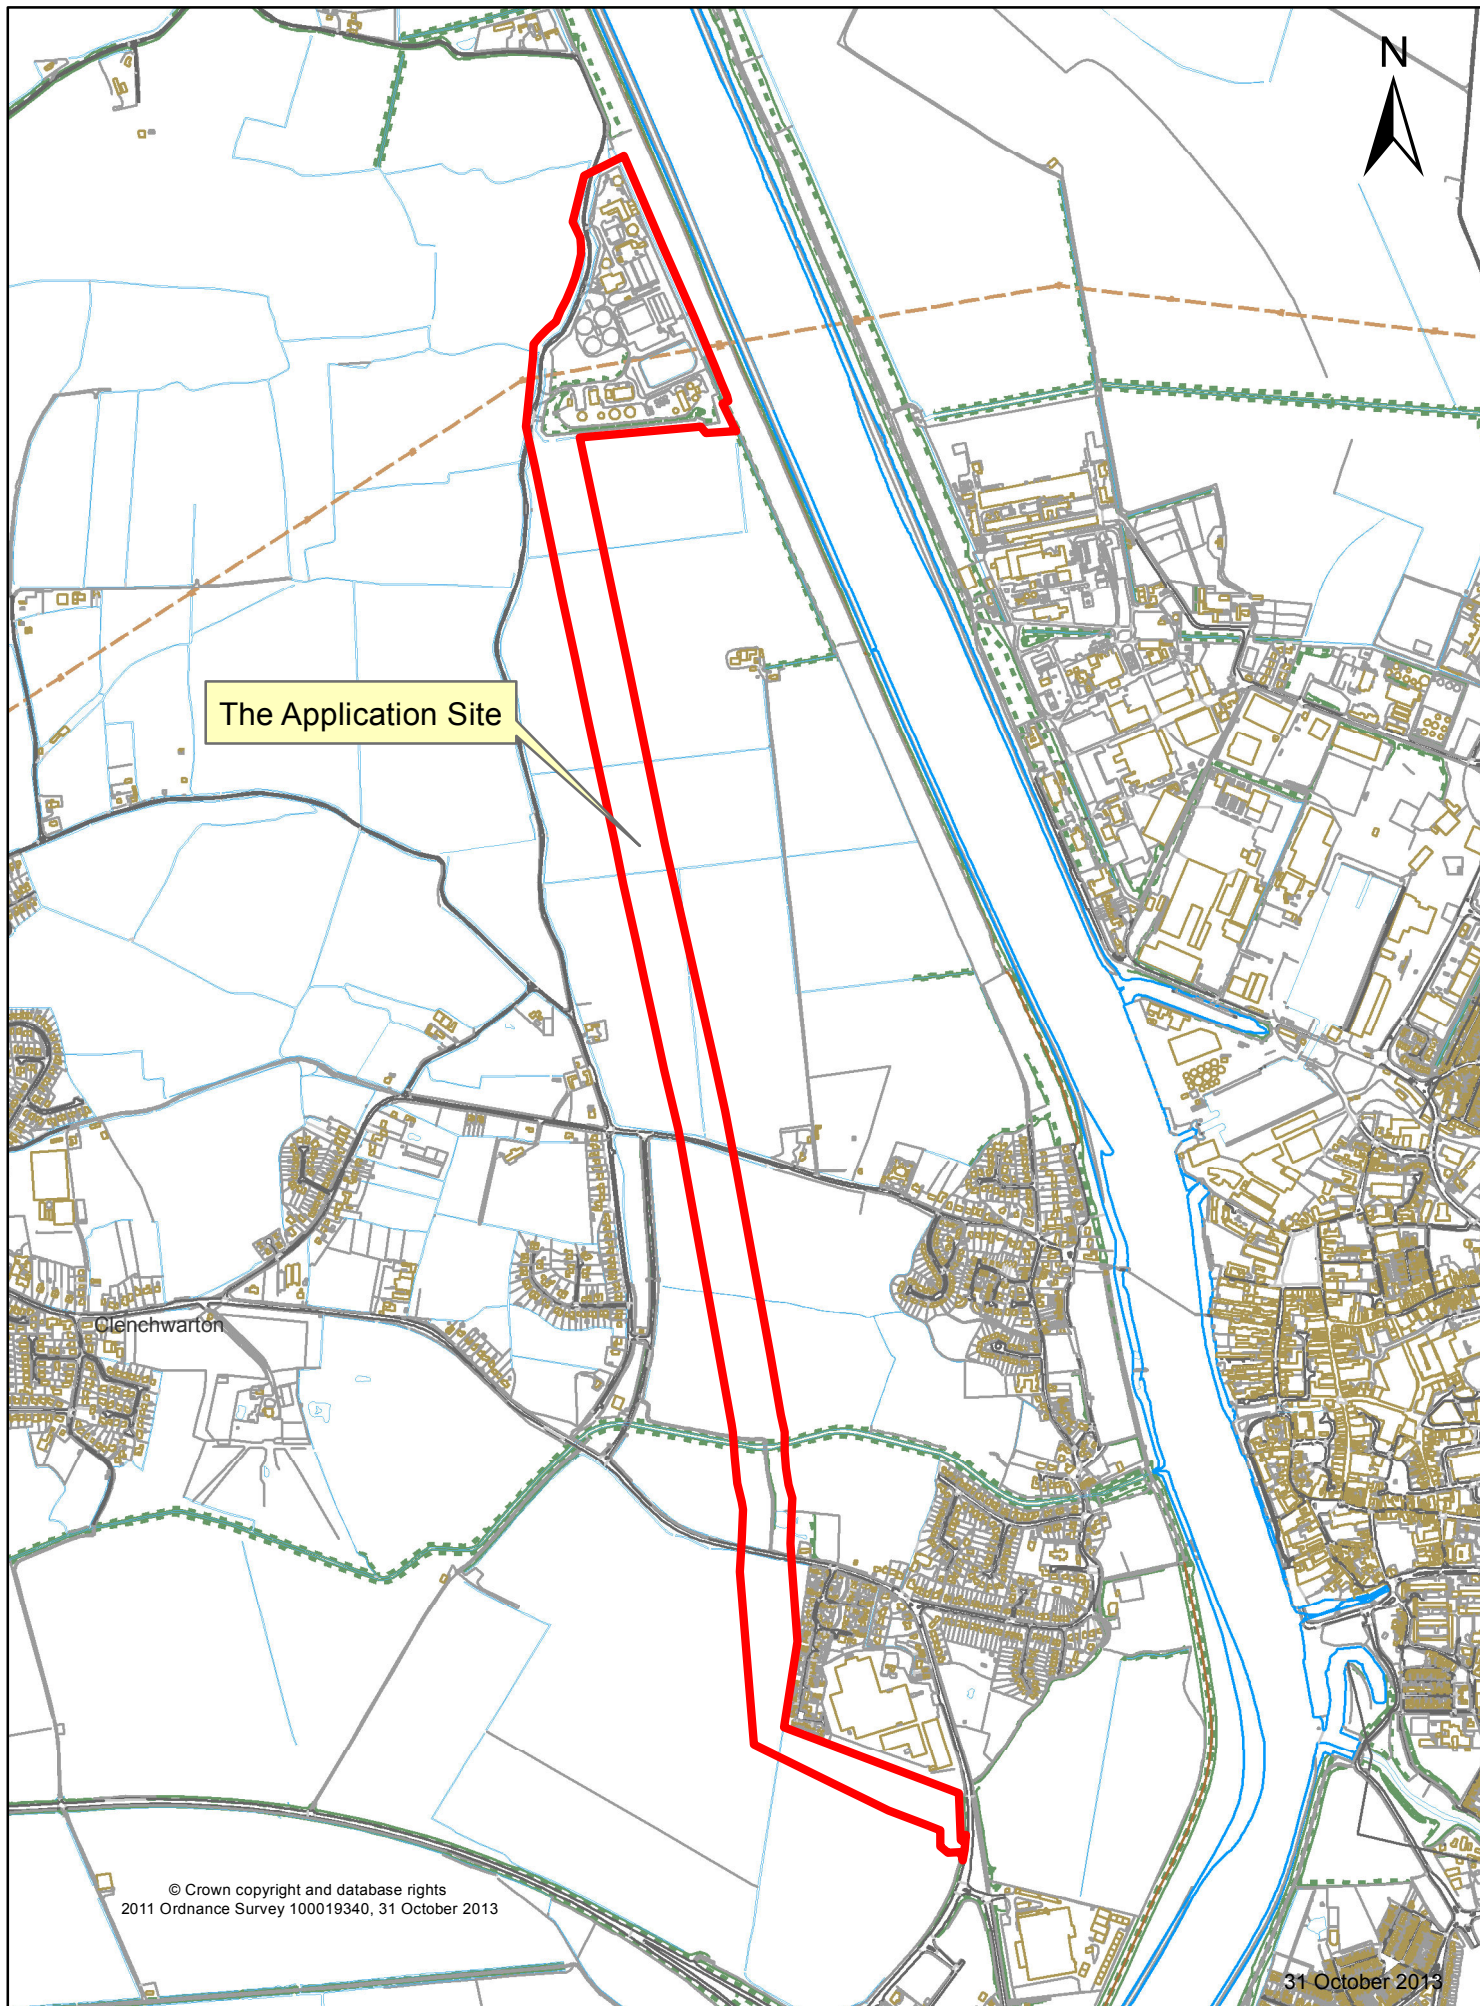 N
The Application Site
Clenchwarton
© Crown copyright and database rights
2011 Ordnance Survey 100019340, 31 October 2013
31 October 2013